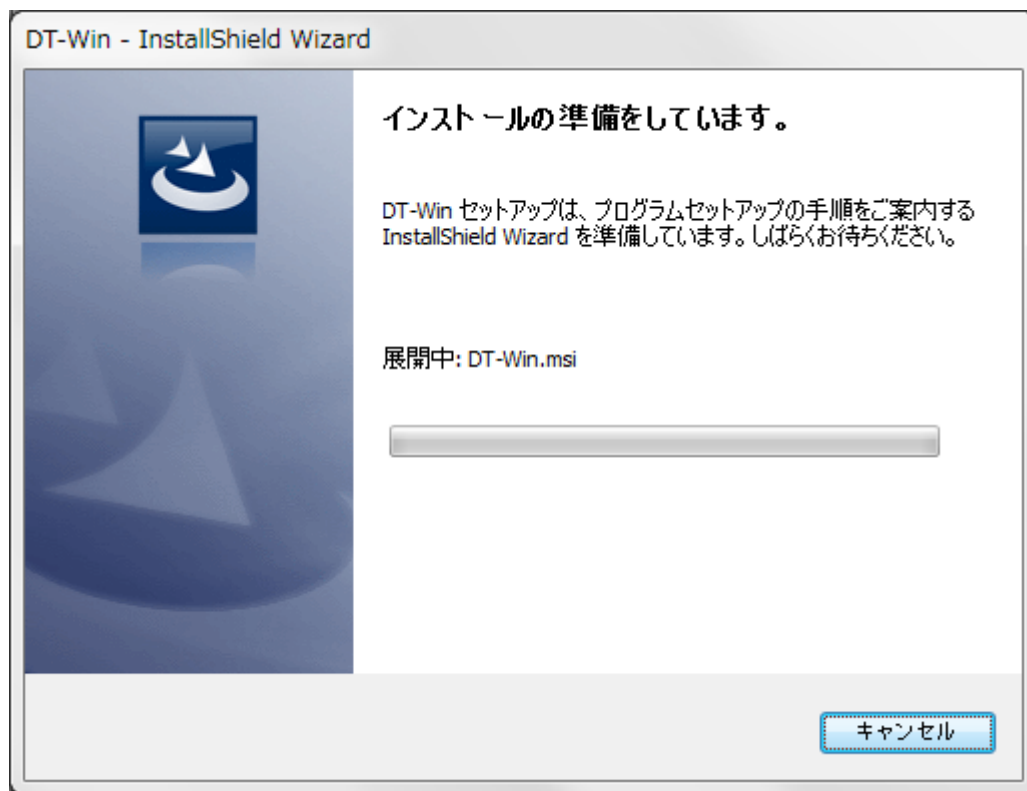 DT-Win - InstallShield Wizard
インストールの準備をしています。
DT-Win セットアップは、プログラムセットアップの手順をご案内する
InstallShield Wizard を準備しています。しばらくお待ちください。
展開中: DT-Win.msi
キャンセル